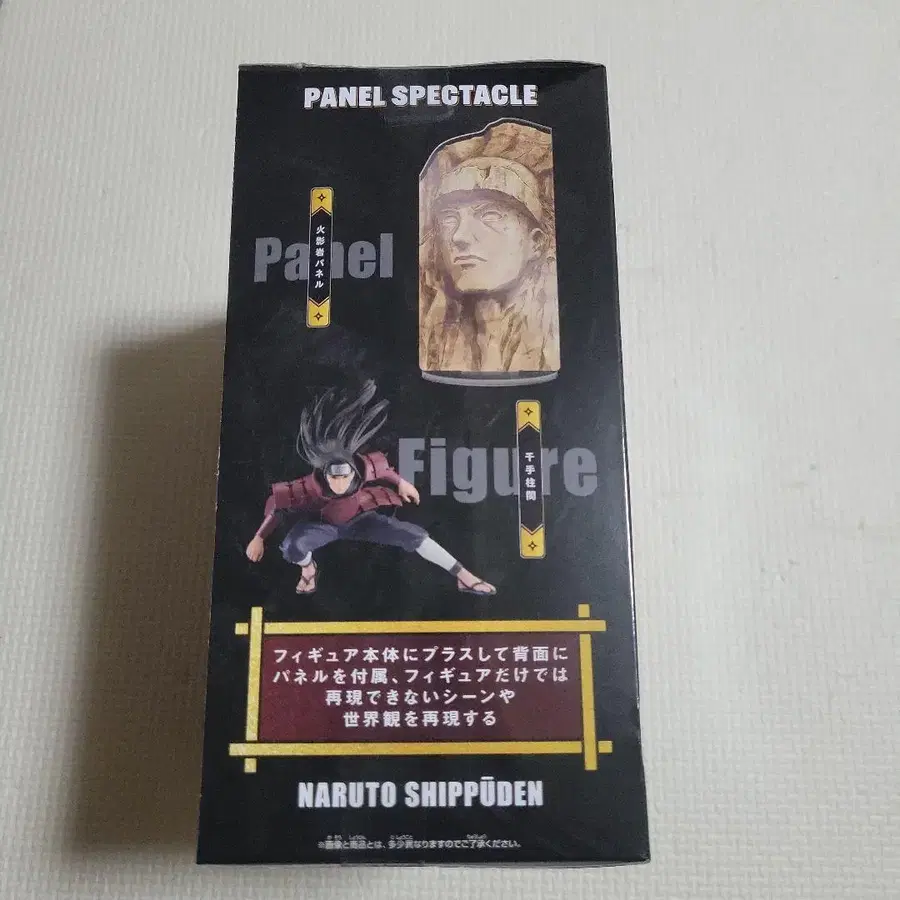 PANEL SPECTACLE
火影岩パネル
Panel
千手柱間
Figure
フィギュア本体にプラスして背面に
パネルを付属、フィギュアだけでは
再現できないシーンや
世界観を再現する
NARUTO SHIPPŪDEN
※画像と商品とは、多少異なりますのでご了承ください。